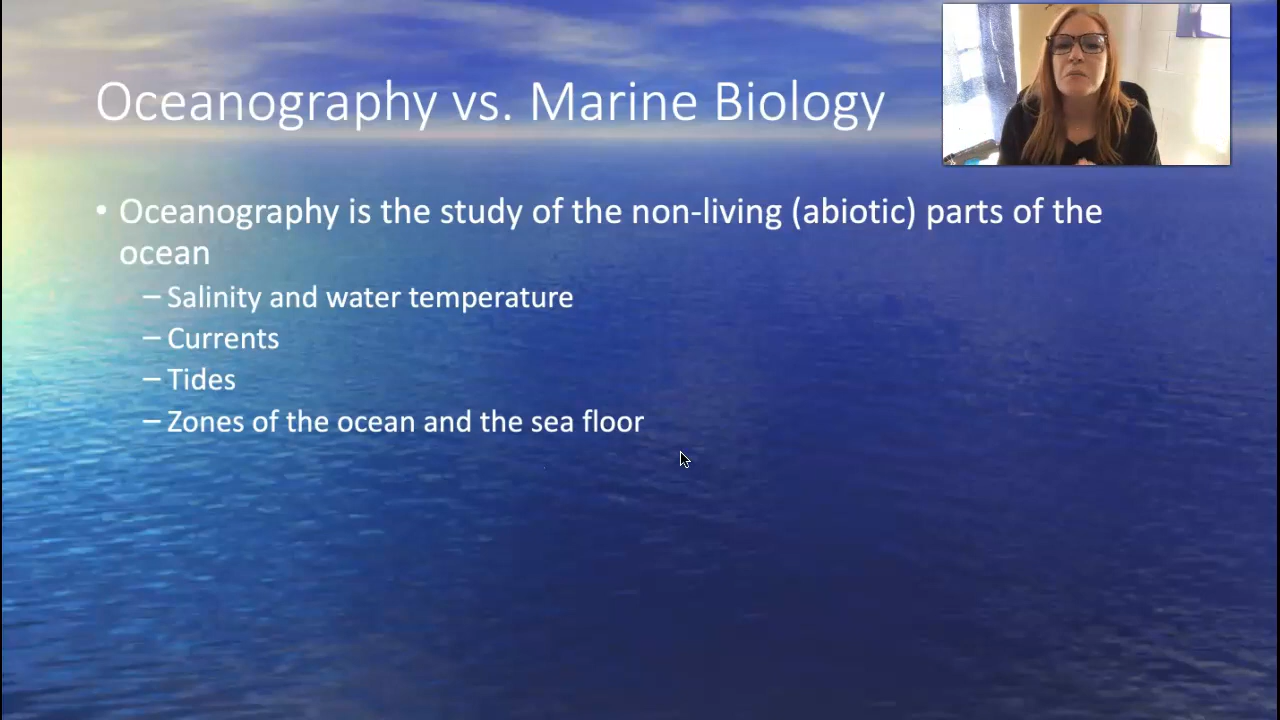 Oceanography vs. Marine Biology
• Oceanography is the study of the non-living (abiotic) parts of the
ocean
– Salinity and water temperature
– Currents
– Tides
– Zones of the ocean and the sea floor